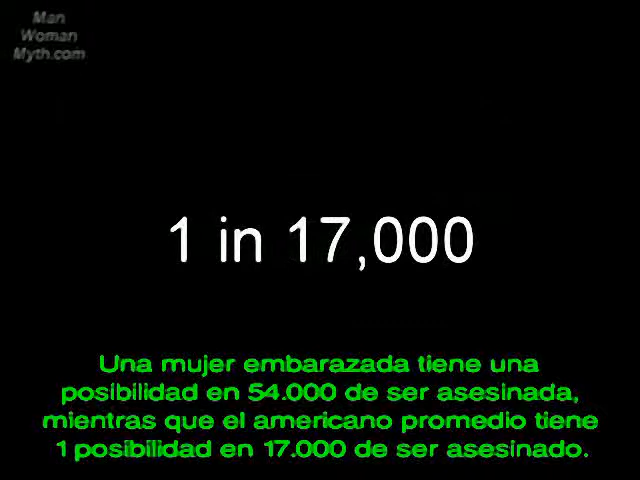 Man
Woman
Myth.com
1 in 17,000
Una mujer embarazada tiene una
posibilidad en 54.000 de ser asesinada,
mientras que el americano promedio tiene
1 posibilidad en 17.000 de ser asesinado.